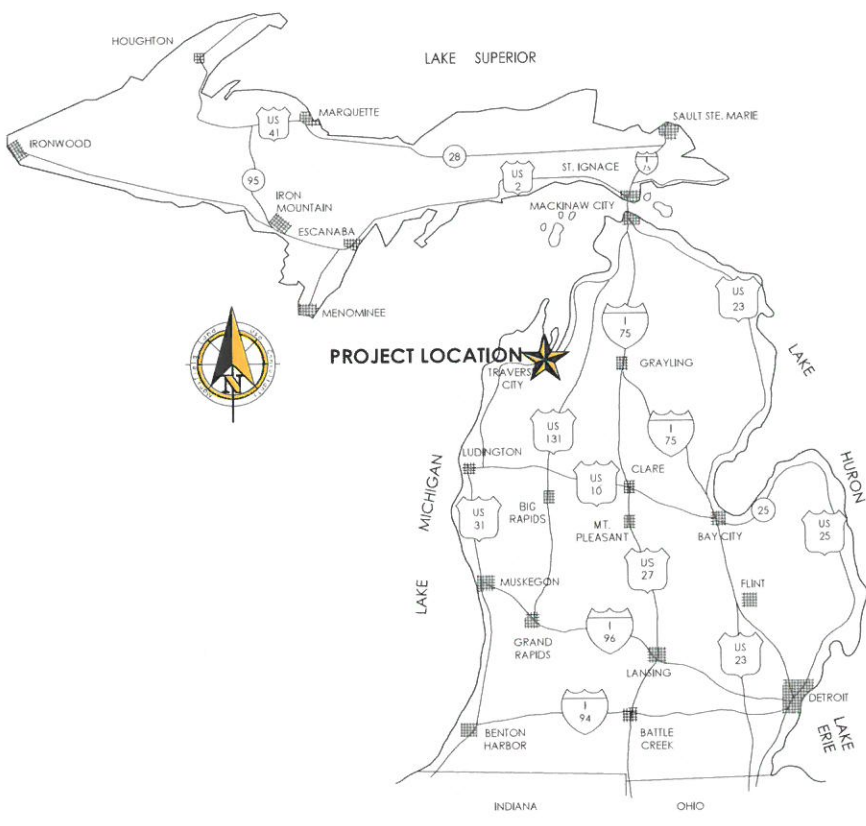 HOUGHTON
LAKE SUPERIOR
MARQUETTE
US
41
SAULT STE. MARIE
IRONWOOD
28
ST. IGNACE
I
75
95
US
2
IRON
MOUNTAIN
MACKINAW CITY
ESCANABA
US
23
MENOMINEE
I
75
N
PROJECT LOCATION
TRAVERS
CITY
GRAYLING
LAKE
US
131
I
75
HURON
LUDINGTON
CLARE
MICHIGAN
US
10
US
31
BIG
RAPIDS
MT.
PLEASANT
BAY CITY
25
US
25
US
27
FLINT
MUSKEGON
LAKE
GRAND
RAPIDS
I
96
LANSING
US
23
DETROIT
I
94
BENTON
HARBOR
BATTLE
CREEK
LAKE
ERIE
INDIANA
OHIO